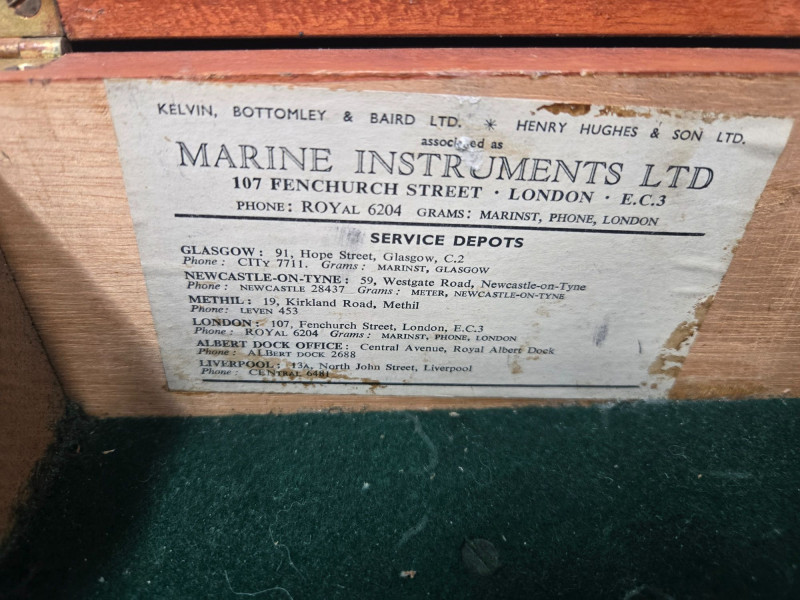 KELVIN, BOTTOMLEY & BAIRD LTD. * HENRY HUGHES & SON LTD.
associated as
MARINE INSTRUMENTS LTD
107 FENCHURCH STREET · LONDON · E.C.3
PHONE: ROYAL 6204 GRAMS: MARINST, PHONE, LONDON
SERVICE DEPOTS
GLASGOW: 91, Hope Street, Glasgow, C.2
Phone: CITY 7711. Grams: MARINST, GLASGOW
NEWCASTLE-ON-TYNE: 59, Westgate Road, Newcastle-on-Tyne
Phone: NEWCASTLE 28437 Grams: METER, NEWCASTLE-ON-TYNE
METHIL: 19, Kirkland Road, Methil
Phone: LEVEN 453
LONDON: 107, Fenchurch Street, London, E.C.3
Phone: ROYAL 6204 Grams: MARINST, PHONE, LONDON
ALBERT DOCK OFFICE: Central Avenue, Royal Albert Dock
Phone: ALBERT DOCK 2688
LIVERPOOL: 13A, North John Street, Liverpool
Phone: CENTRAL 6481